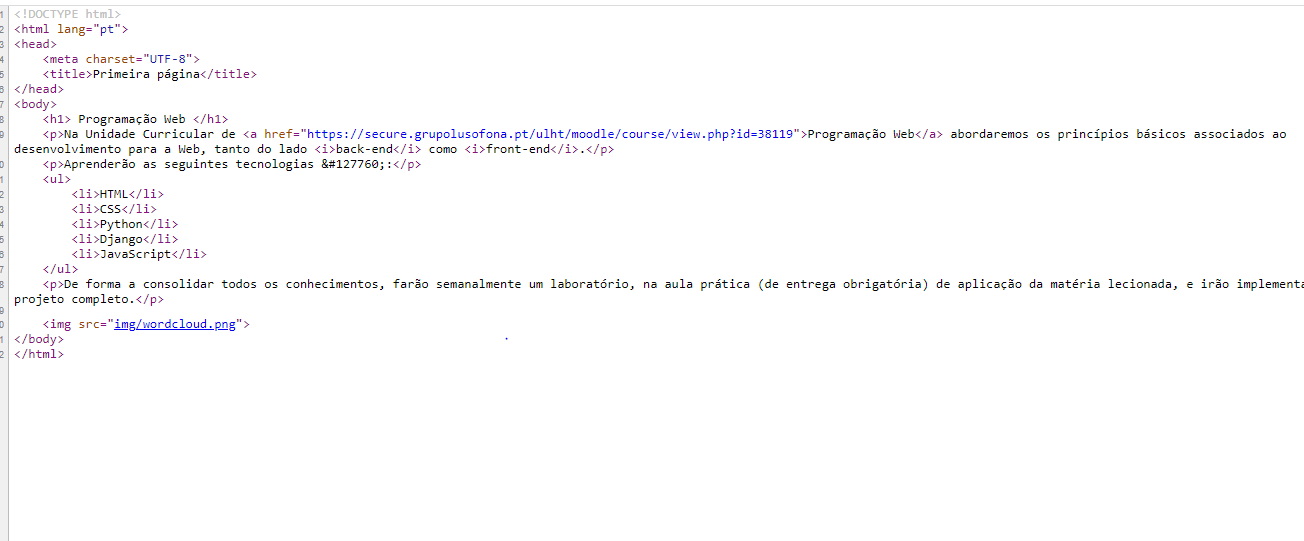 1 <!DOCTYPE html>
2 <html lang="pt">
3 <head>
4     <meta charset="UTF-8">
5     <title>Primeira página</title>
6 </head>
7 <body>
8     <h1> Programação Web </h1>
9     <p>Na Unidade Curricular de <a href="https://secure.grupolusofona.pt/ulht/moodle/course/view.php?id=38119">Programação Web</a> abordaremos os princípios básicos associados ao
desenvolvimento para a Web, tanto do lado <i>back-end</i> como <i>front-end</i>.</p>
0     <p>Aprenderão as seguintes tecnologias &#127760;:</p>
1     <ul>
2         <li>HTML</li>
3         <li>CSS</li>
4         <li>Python</li>
5         <li>Django</li>
6         <li>JavaScript</li>
7     </ul>
8     <p>De forma a consolidar todos os conhecimentos, farão semanalmente um laboratório, na aula prática (de entrega obrigatória) de aplicação da matéria lecionada, e irão implementa
projeto completo.</p>
9
0     <img src="img/wordcloud.png">
1 </body>
2 </html>